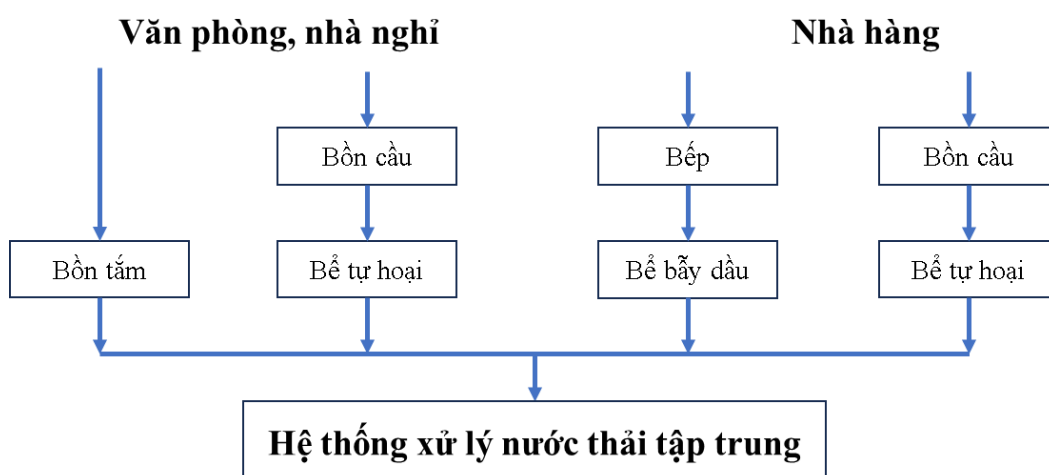 Văn phòng, nhà nghỉ
Nhà hàng
Bồn cầu
Bếp
Bồn cầu
Bồn tắm
Bể tự hoại
Bể bẫy dầu
Bể tự hoại
Hệ thống xử lý nước thải tập trung